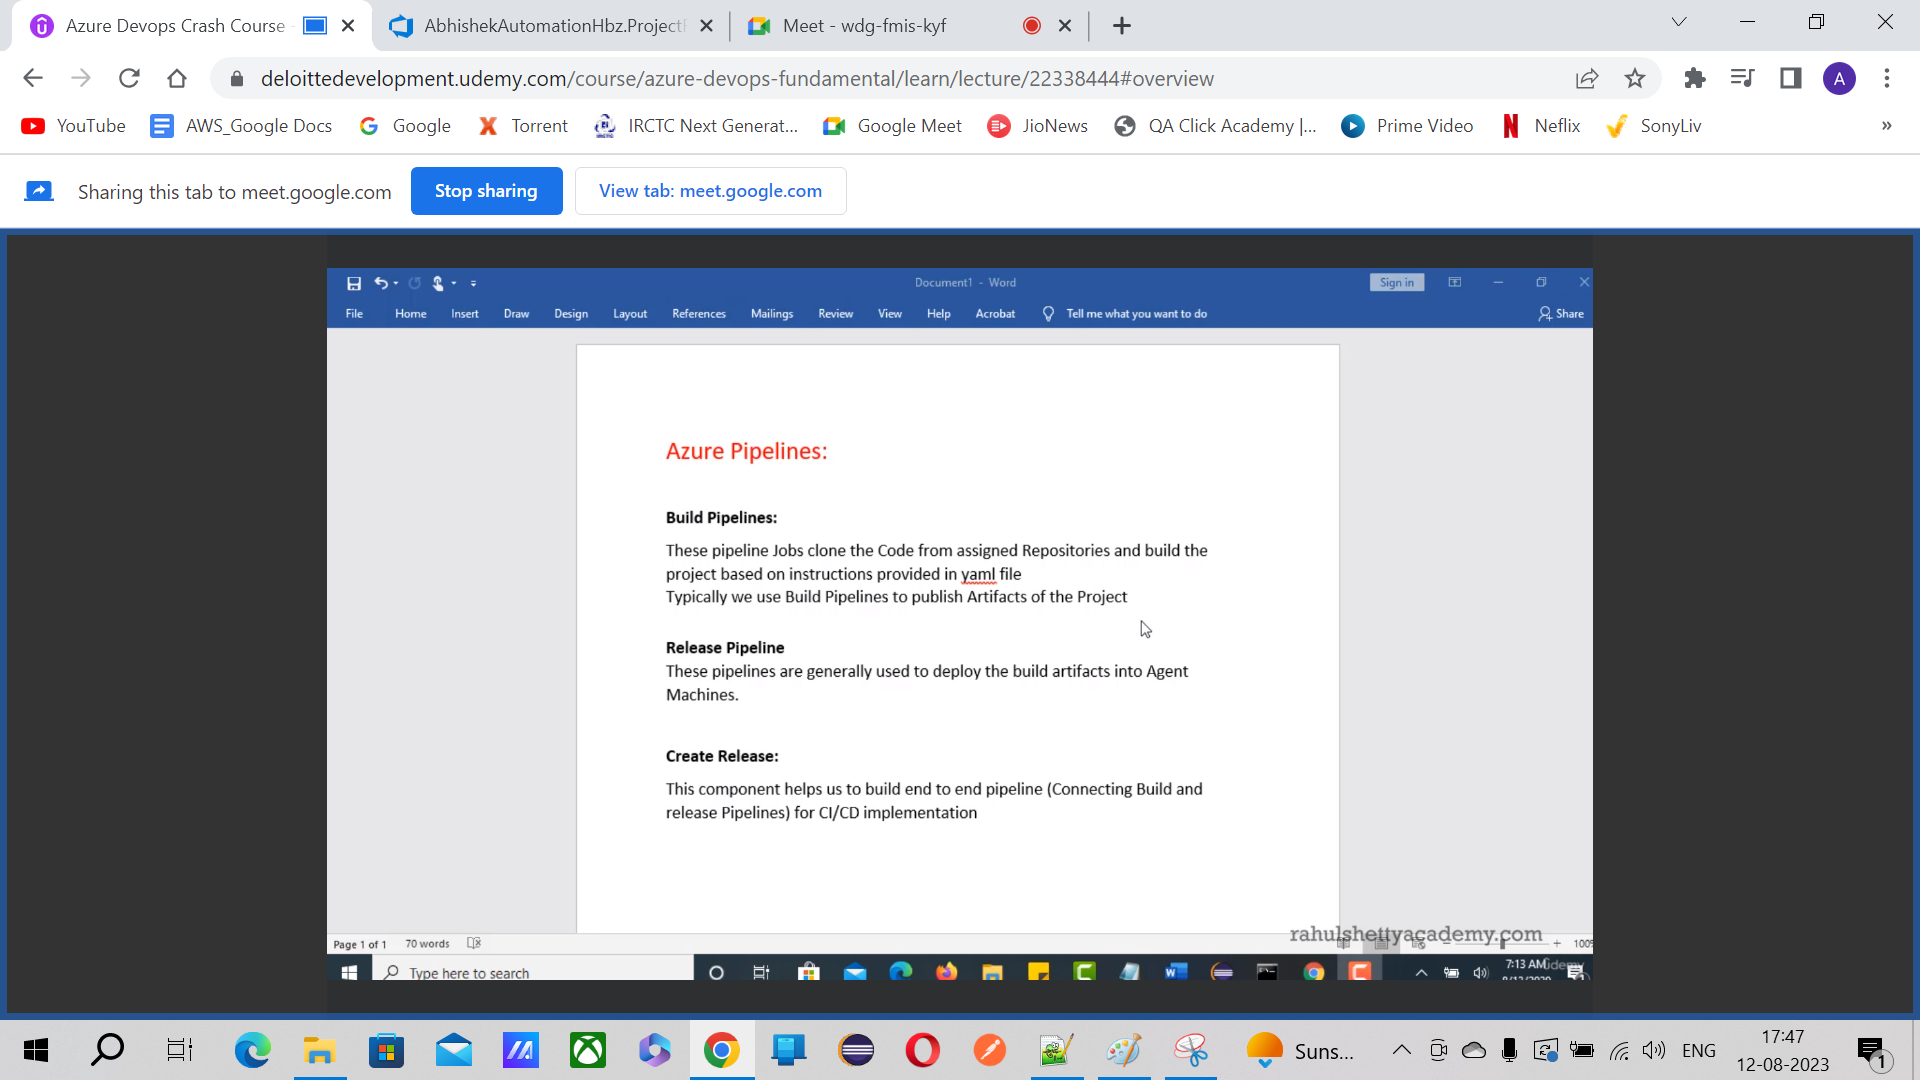 Azure Devops Crash Course
AbhishekAutomationHbz.Project
Meet - wdg-fmis-kyf
deloittedevelopment.udemy.com/course/azure-devops-fundamental/learn/lecture/22338444#overview
A
YouTube
AWS_Google Docs
Google
Torrent
IRCTC Next Generat...
Google Meet
JioNews
QA Click Academy |...
Prime Video
Neflix
SonyLiv
»
Sharing this tab to meet.google.com
Stop sharing
View tab: meet.google.com
Document1 - Word
Sign in
File Home Insert Draw Design Layout References Mailings Review View Help Acrobat Tell me what you want to do Share
Azure Pipelines:
Build Pipelines:
These pipeline Jobs clone the Code from assigned Repositories and build the
project based on instructions provided in yaml file
Typically we use Build Pipelines to publish Artifacts of the Project
Release Pipeline
These pipelines are generally used to deploy the build artifacts into Agent
Machines.
Create Release:
This component helps us to build end to end pipeline (Connecting Build and
release Pipelines) for CI/CD implementation
rahulshettyacademy.com
Page 1 of 1 70 words
Type here to search
7:13 AM
Suns...
ENG
17:47
12-08-2023
1